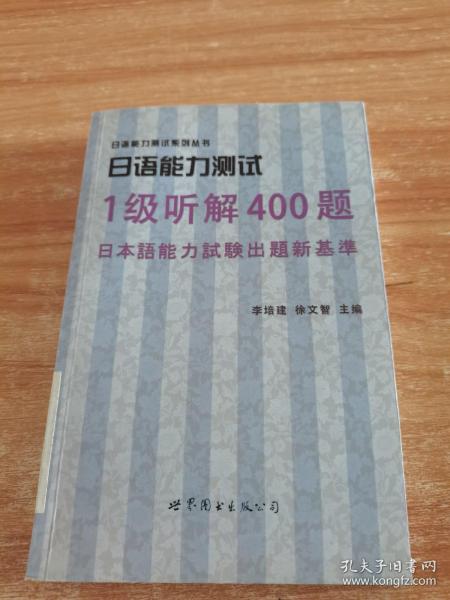 日语能力测试系列丛书
日语能力测试
1级听解400题
日本語能力試験出題新基準
李培建 徐文智 主编
世界图书出版公司
孔夫子旧书网
www.kongfz.com